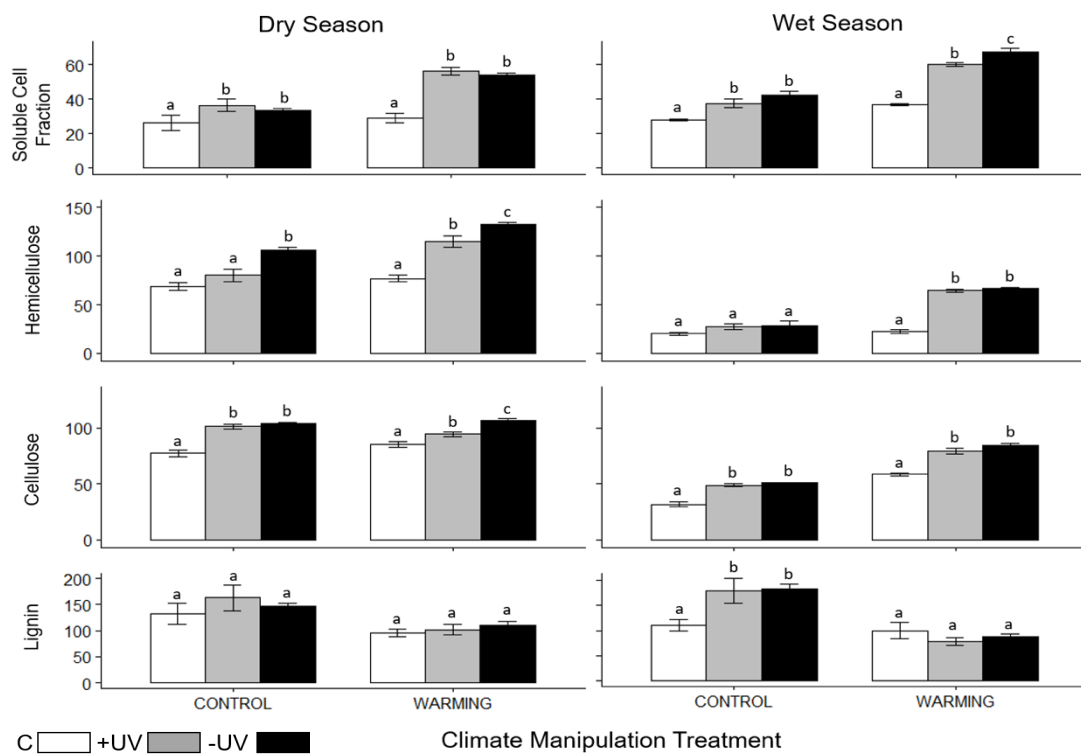 Dry Season
Wet Season
Soluble Cell
Fraction
60
40
20
0
a
b
b
a
b
b
a
b
b
a
b
c
Hemicellulose
150
100
50
0
a
a
b
a
b
c
a
a
a
a
b
b
Cellulose
100
50
0
a
b
b
a
b
c
a
b
b
a
b
b
Lignin
200
150
100
50
0
a
a
a
a
a
a
a
b
b
a
a
a
CONTROL
WARMING
CONTROL
WARMING
C +UV -UV
Climate Manipulation Treatment